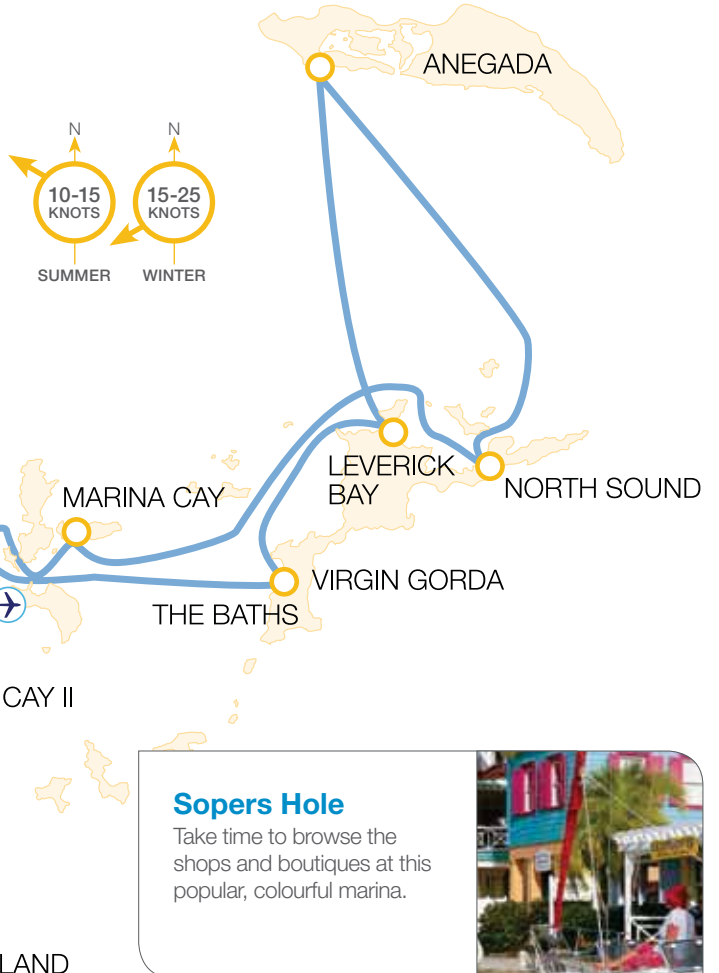 ANEGADA
N
N
10-15
KNOTS
15-25
KNOTS
SUMMER
WINTER
LEVERICK
BAY
NORTH SOUND
MARINA CAY
VIRGIN GORDA
THE BATHS
CAY II
Sopers Hole
Take time to browse the
shops and boutiques at this
popular, colourful marina.
LAND